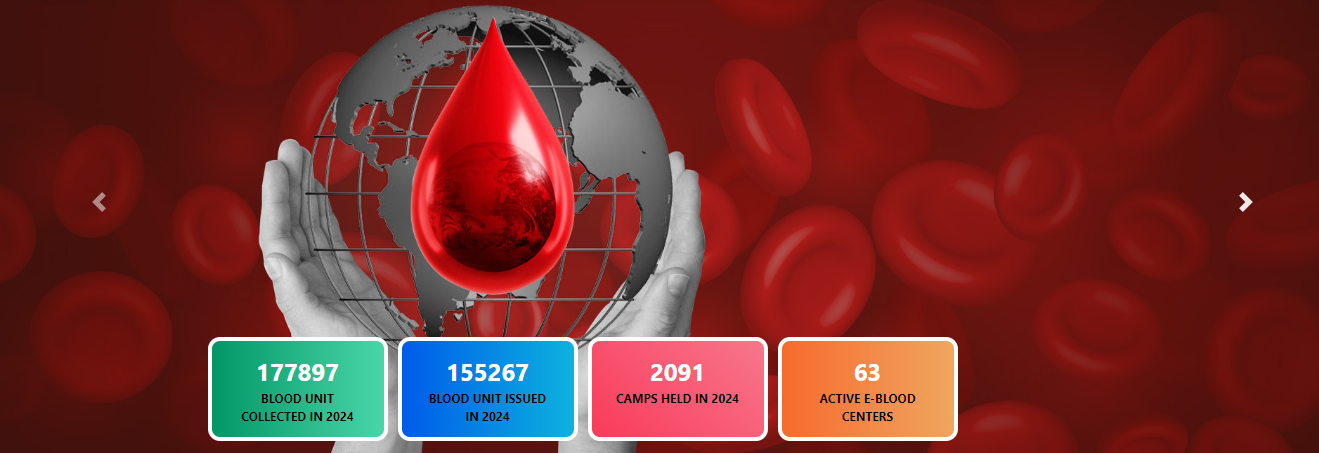 177897
BLOOD UNIT
COLLECTED IN 2024
155267
BLOOD UNIT ISSUED
IN 2024
2091
CAMPS HELD IN 2024
63
ACTIVE E-BLOOD
CENTERS